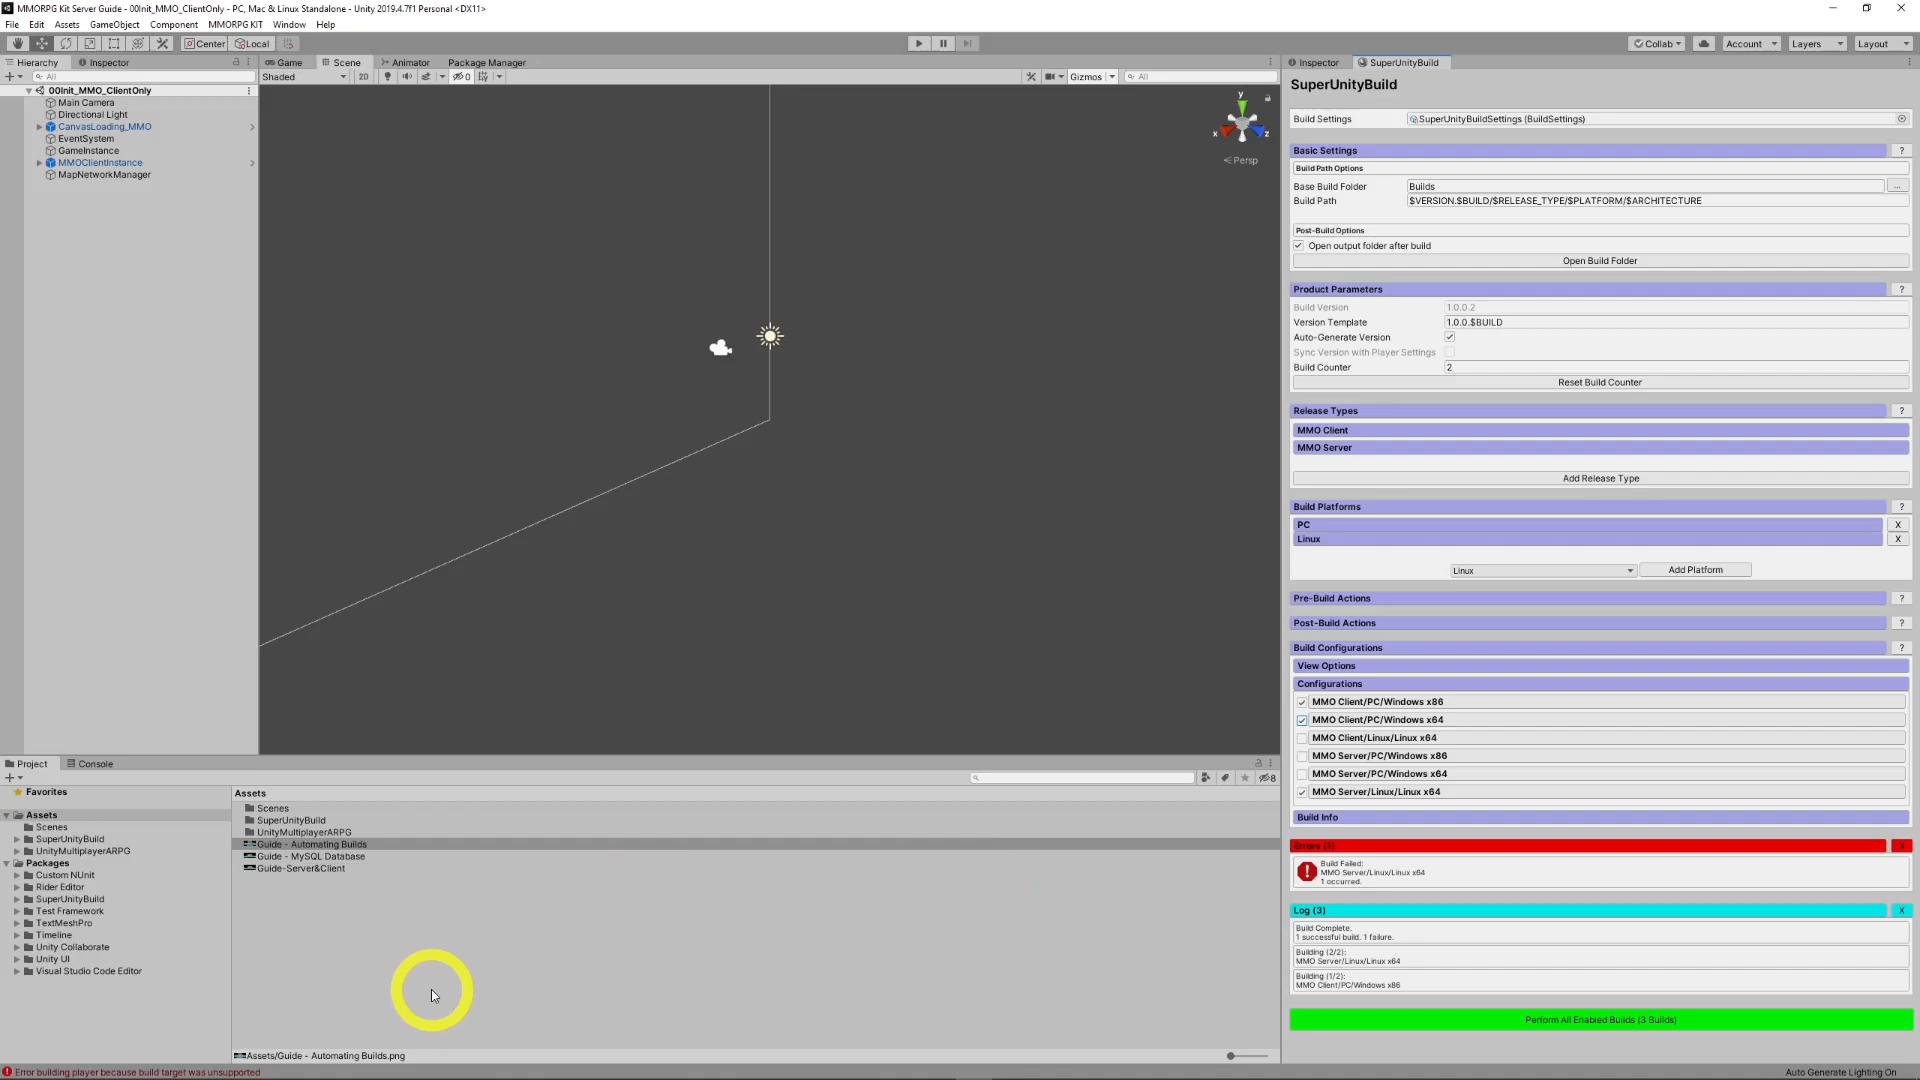 MMORPG Kit Server Guide - 00Init_MMO_ClientOnly - PC, Mac & Linux Standalone - Unity 2019.4.7f1 Personal <DX11>
File Edit Assets GameObject Component MMORPG KIT Window Help
Center Local Collab Account Layers Layout
Hierarchy Inspector
All
00Init_MMO_ClientOnly
Main Camera
Directional Light
CanvasLoading_MMO
EventSystem
GameInstance
MMOClientInstance
MapNetworkManager
Game Scene Animator Package Manager
Shaded 2D 0 Gizmos All
y
x z
Persp
Inspector SuperUnityBuild
SuperUnityBuild
Build Settings SuperUnityBuildSettings (BuildSettings)
Basic Settings ?
Build Path Options
Base Build Folder Builds ...
Build Path $VERSION.$BUILD/$RELEASE_TYPE/$PLATFORM/$ARCHITECTURE
Post-Build Options
Open output folder after build
Open Build Folder
Product Parameters ?
Build Version 1.0.0.2
Version Template 1.0.0.$BUILD
Auto-Generate Version
Sync Version with Player Settings
Build Counter 2
Reset Build Counter
Release Types ?
MMO Client
MMO Server
Add Release Type
Build Platforms ?
PC X
Linux X
Linux Add Platform
Pre-Build Actions ?
Post-Build Actions ?
Build Configurations ?
View Options
Configurations
MMO Client/PC/Windows x86
MMO Client/PC/Windows x64
MMO Client/Linux/Linux x64
MMO Server/PC/Windows x86
MMO Server/PC/Windows x64
MMO Server/Linux/Linux x64
Build Info
Errors (1) X
Build Failed:
MMO Server/Linux/Linux x64
1 occurred.
Log (3) X
Build Complete.
1 successful build. 1 failure.
Building (2/2):
MMO Server/Linux/Linux x64
Building (1/2):
MMO Client/PC/Windows x86
Perform All Enabled Builds (3 Builds)
Project Console
8
Favorites
Assets
Scenes
SuperUnityBuild
UnityMultiplayerARPG
Packages
Custom NUnit
Rider Editor
SuperUnityBuild
Test Framework
TextMeshPro
Timeline
Unity Collaborate
Unity UI
Visual Studio Code Editor
Assets
Scenes
SuperUnityBuild
UnityMultiplayerARPG
Guide - Automating Builds
Guide - MySQL Database
Guide-Server&Client
Assets/Guide - Automating Builds.png
Error building player because build target was unsupported
Auto Generate Lighting On